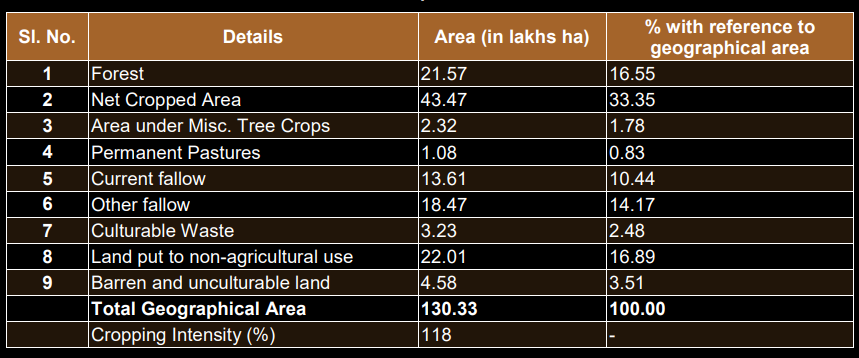 Sl. No. Details Area (in lakhs ha) % with reference to geographical area
1 Forest 21.57 16.55
2 Net Cropped Area 43.47 33.35
3 Area under Misc. Tree Crops 2.32 1.78
4 Permanent Pastures 1.08 0.83
5 Current fallow 13.61 10.44
6 Other fallow 18.47 14.17
7 Culturable Waste 3.23 2.48
8 Land put to non-agricultural use 22.01 16.89
9 Barren and unculturable land 4.58 3.51
Total Geographical Area 130.33 100.00
Cropping Intensity (%) 118 -